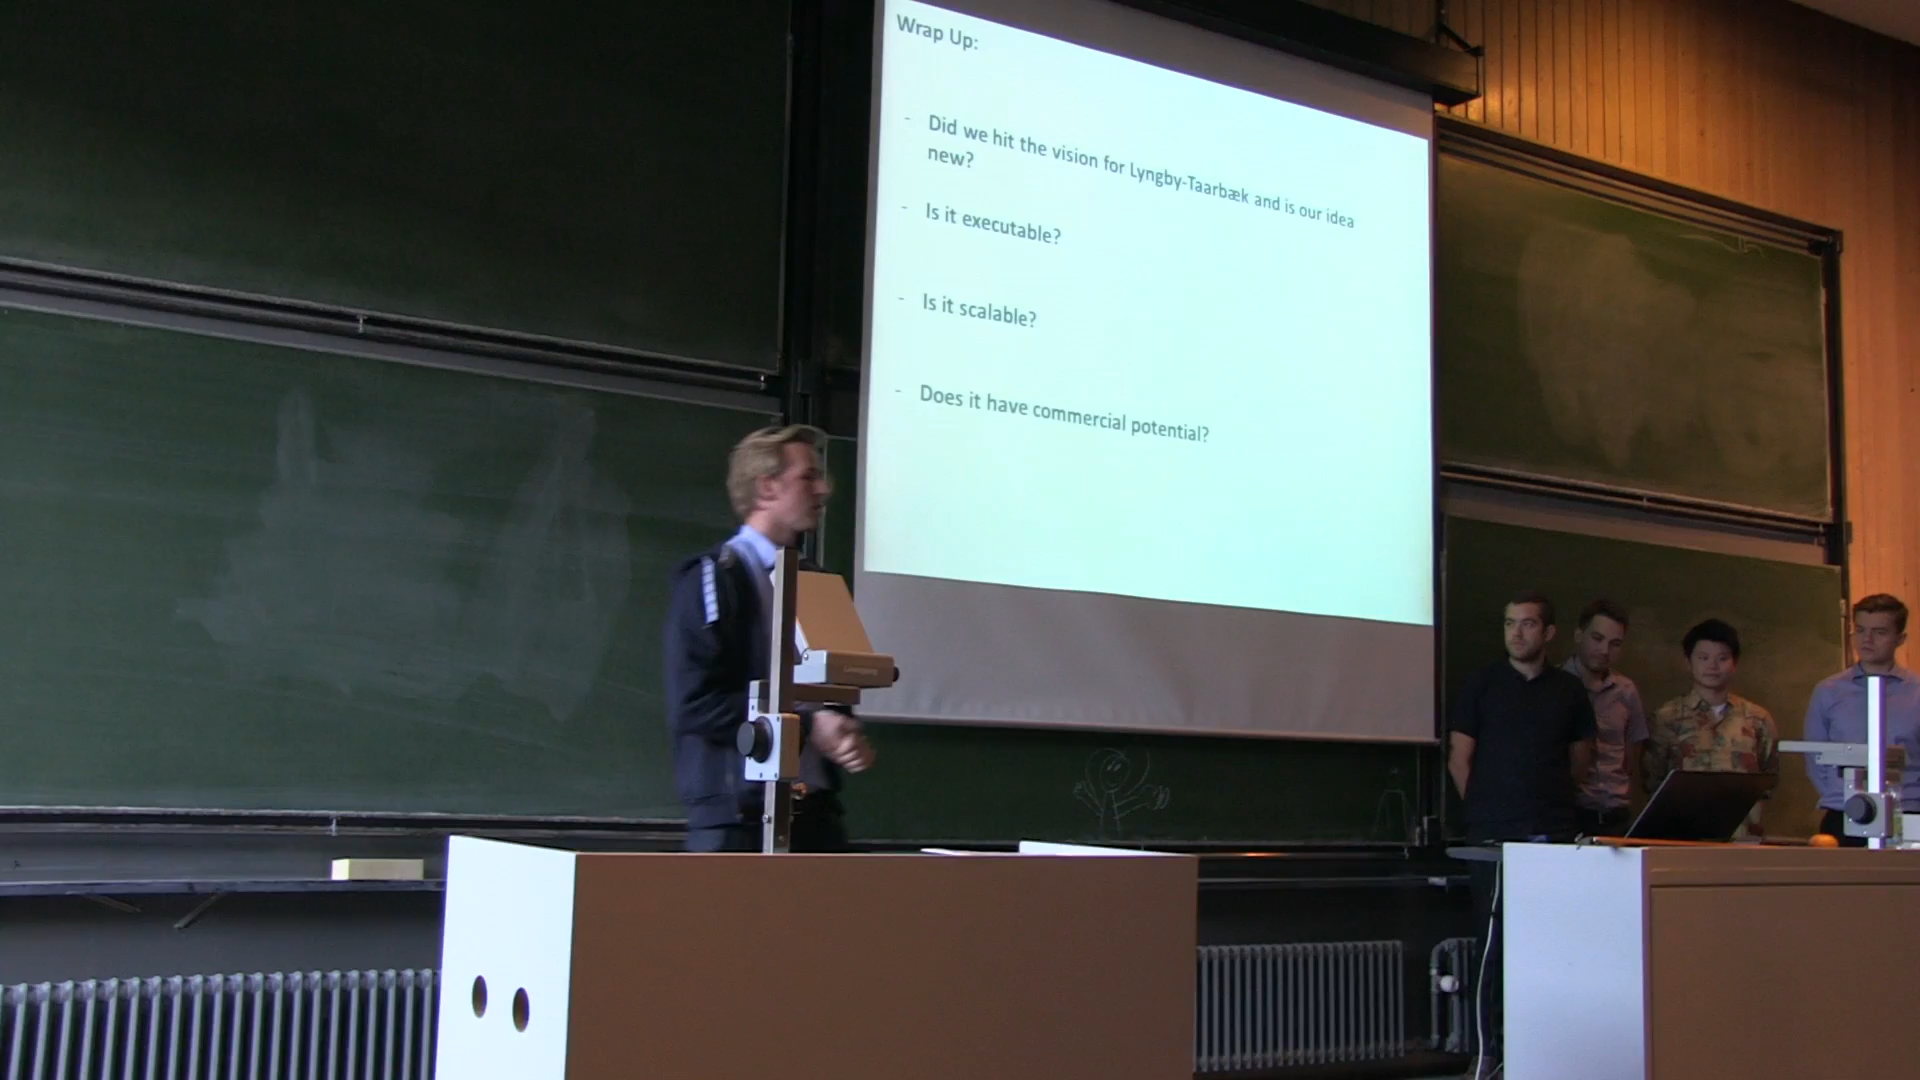 Wrap Up:
- Did we hit the vision for Lyngby-Taarbæk and is our idea
new?
- Is it executable?
- Is it scalable?
- Does it have commercial potential?